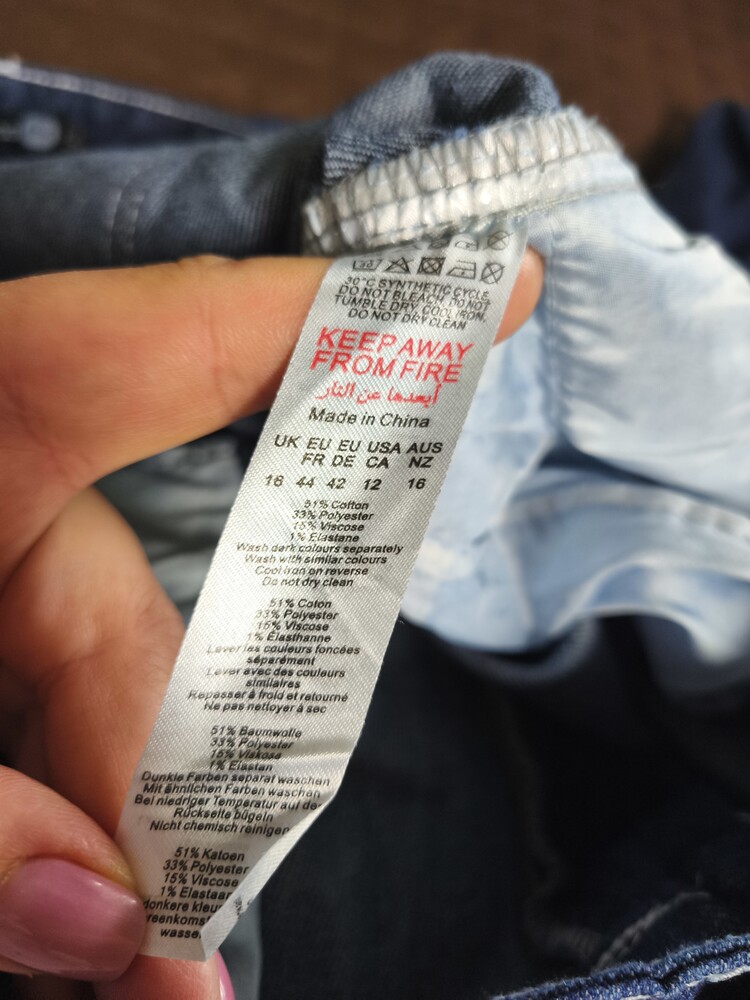 30°C SYNTHETIC CYCLE,
DO NOT BLEACH, DO NOT
TUMBLE DRY, COOL IRON,
DO NOT DRY CLEAN
KEEP AWAY
FROM FIRE
أبعدها عن النار
Made in China
UK EU EU USA AUS
FR DE CA NZ
16 44 42 12 16
51% Cotton
33% Polyester
15% Viscose
1% Elastane
Wash dark colours separately
Wash with similar colours
Cool iron on reverse
Do not dry clean
51% Coton
33% Polyester
15% Viscose
1% Élasthanne
Laver les couleurs foncées
séparément
Laver avec des couleurs
similaires
Repasser à froid et retourné
Ne pas nettoyer à sec
51% Baumwolle
33% Polyester
15% Viskose
1% Elastan
Dunkle Farben separat waschen
Mit ähnlichen Farben waschen
Bei niedriger Temperatur auf der
Rückseite bügeln
Nicht chemisch reinigen
51% Katoen
33% Polyester
15% Viscose
1% Elastaan
donkere kleu
reenkoms
wasse